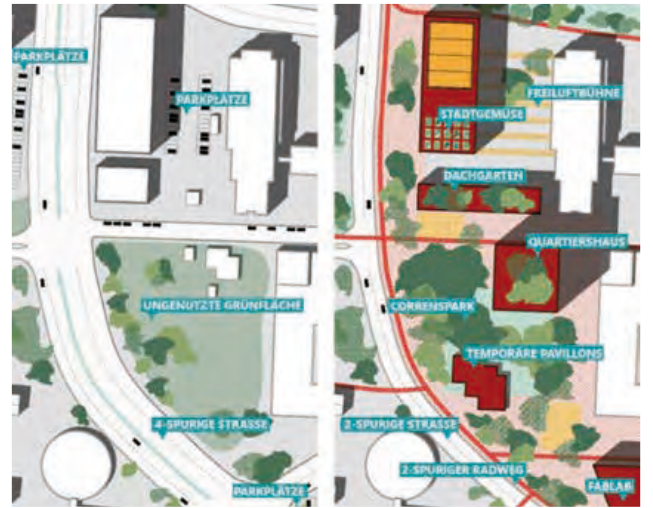 PARKPLÄTZE
PARKPLÄTZE
UNGENUTZTE GRÜNFLÄCHE
4-SPURIGE STRASSE
PARKPLÄTZE
FREILUFTBÜHNE
STADTGEMÜSE
DACHGARTEN
QUARTIERSHAUS
CORRENSPARK
TEMPORÄRE PAVILLONS
2-SPURIGE STRASSE
2-SPURIGER RADWEG
FABLAB